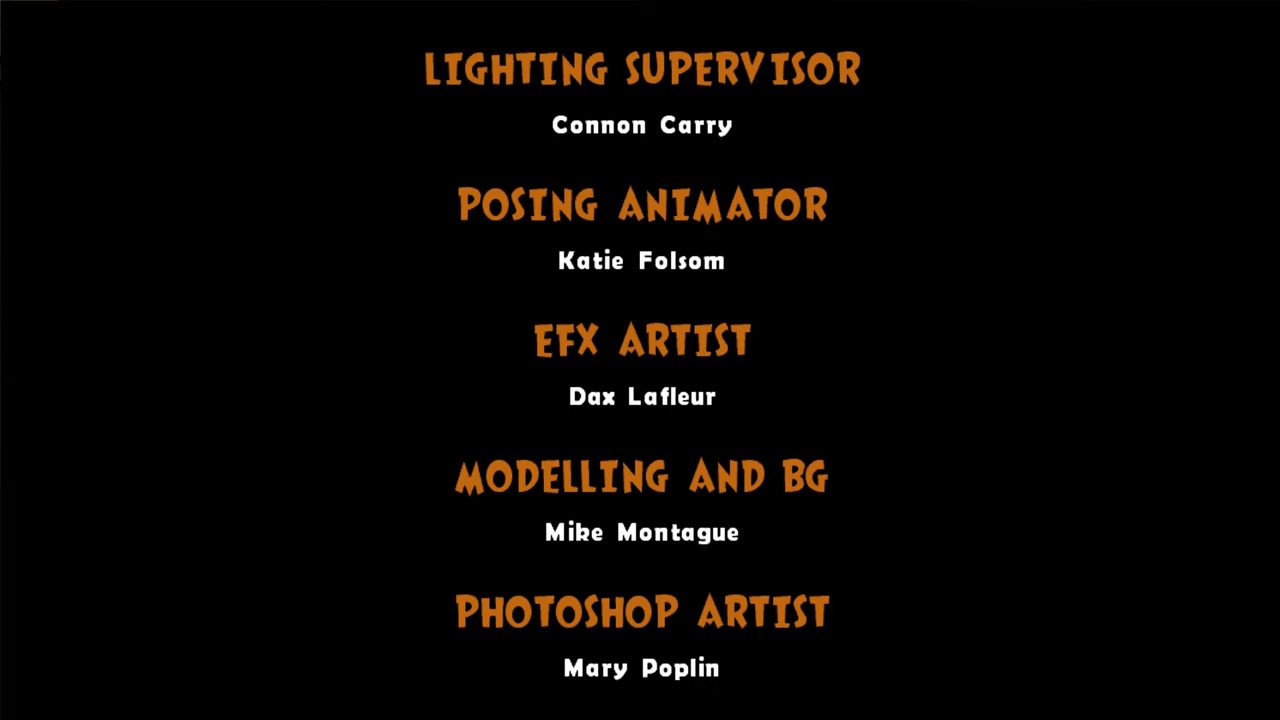 LIGHTING SUPERVISOR
Connon Carry
POSING ANIMATOR
Katie Folsom
EFX ARTIST
Dax Lafleur
MODELLING AND BG
Mike Montague
PHOTOSHOP ARTIST
Mary Poplin